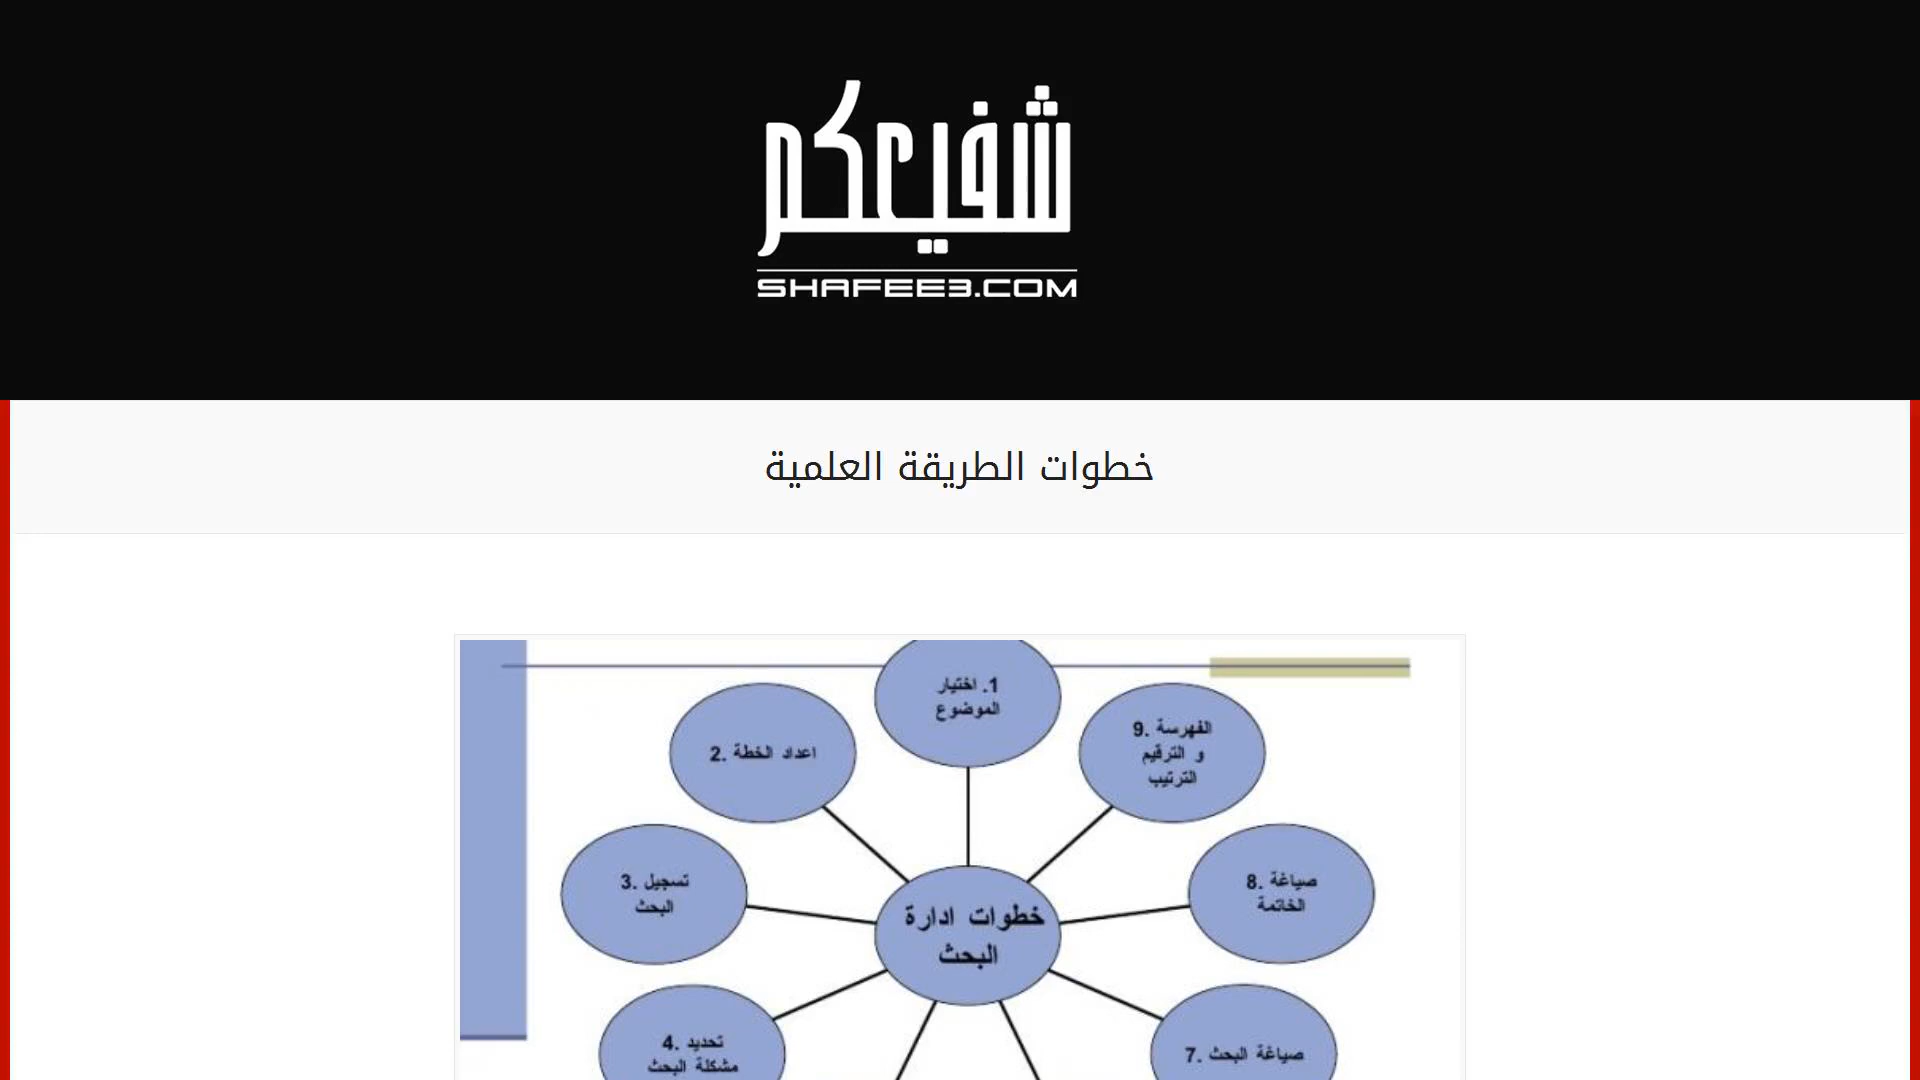 شفيعكم
SHAFEE3.COM
خطوات الطريقة العلمية
1. اختيار
الموضوع
2. اعداد الخطة
3. تسجيل
البحث
4. تحديد
مشكلة البحث
خطوات ادارة
البحث
9. الفهرسة
و الترقيم
الترتيب
8. صياغة
الخاتمة
7. صياغة البحث